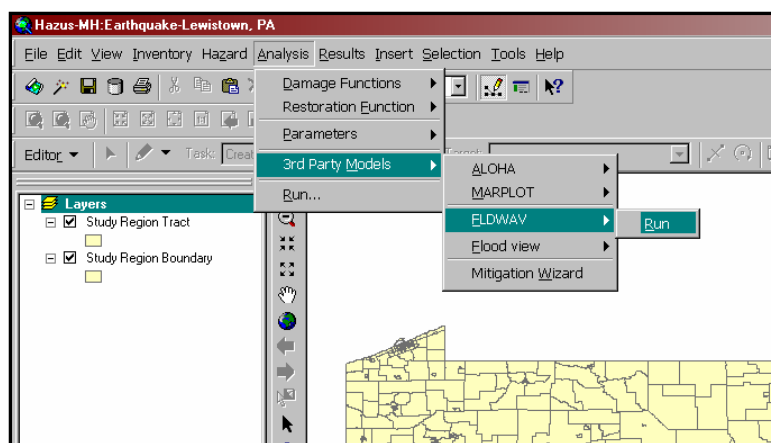 Hazus-MH:Earthquake-Lewistown, PA
File Edit View Inventory Hazard Analysis Results Insert Selection Tools Help
Damage Functions
Restoration Function
Parameters
3rd Party Models
Run...
Editor Task: Creat Target:
ALOHA
MARPLOT
FLDWAV
Flood view
Mitigation Wizard
Run
Layers
Study Region Tract
Study Region Boundary